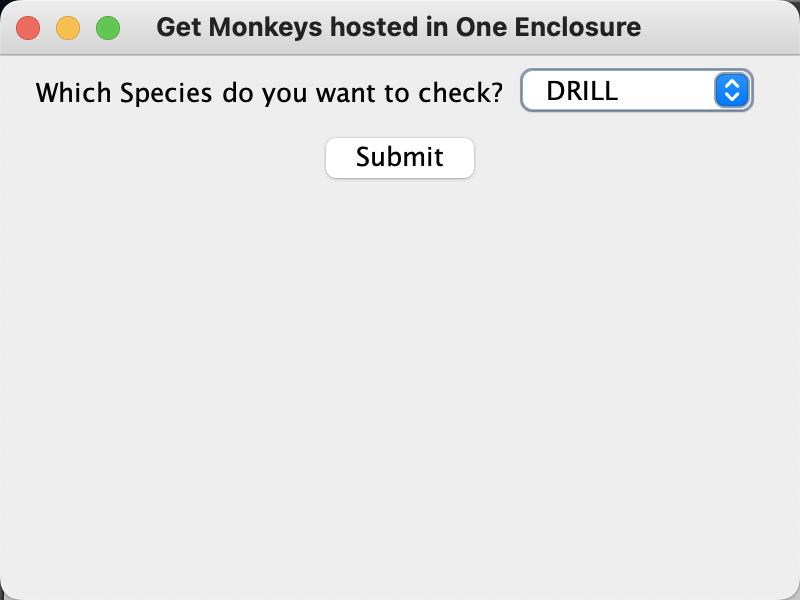 Get Monkeys hosted in One Enclosure
Which Species do you want to check? DRILL
Submit